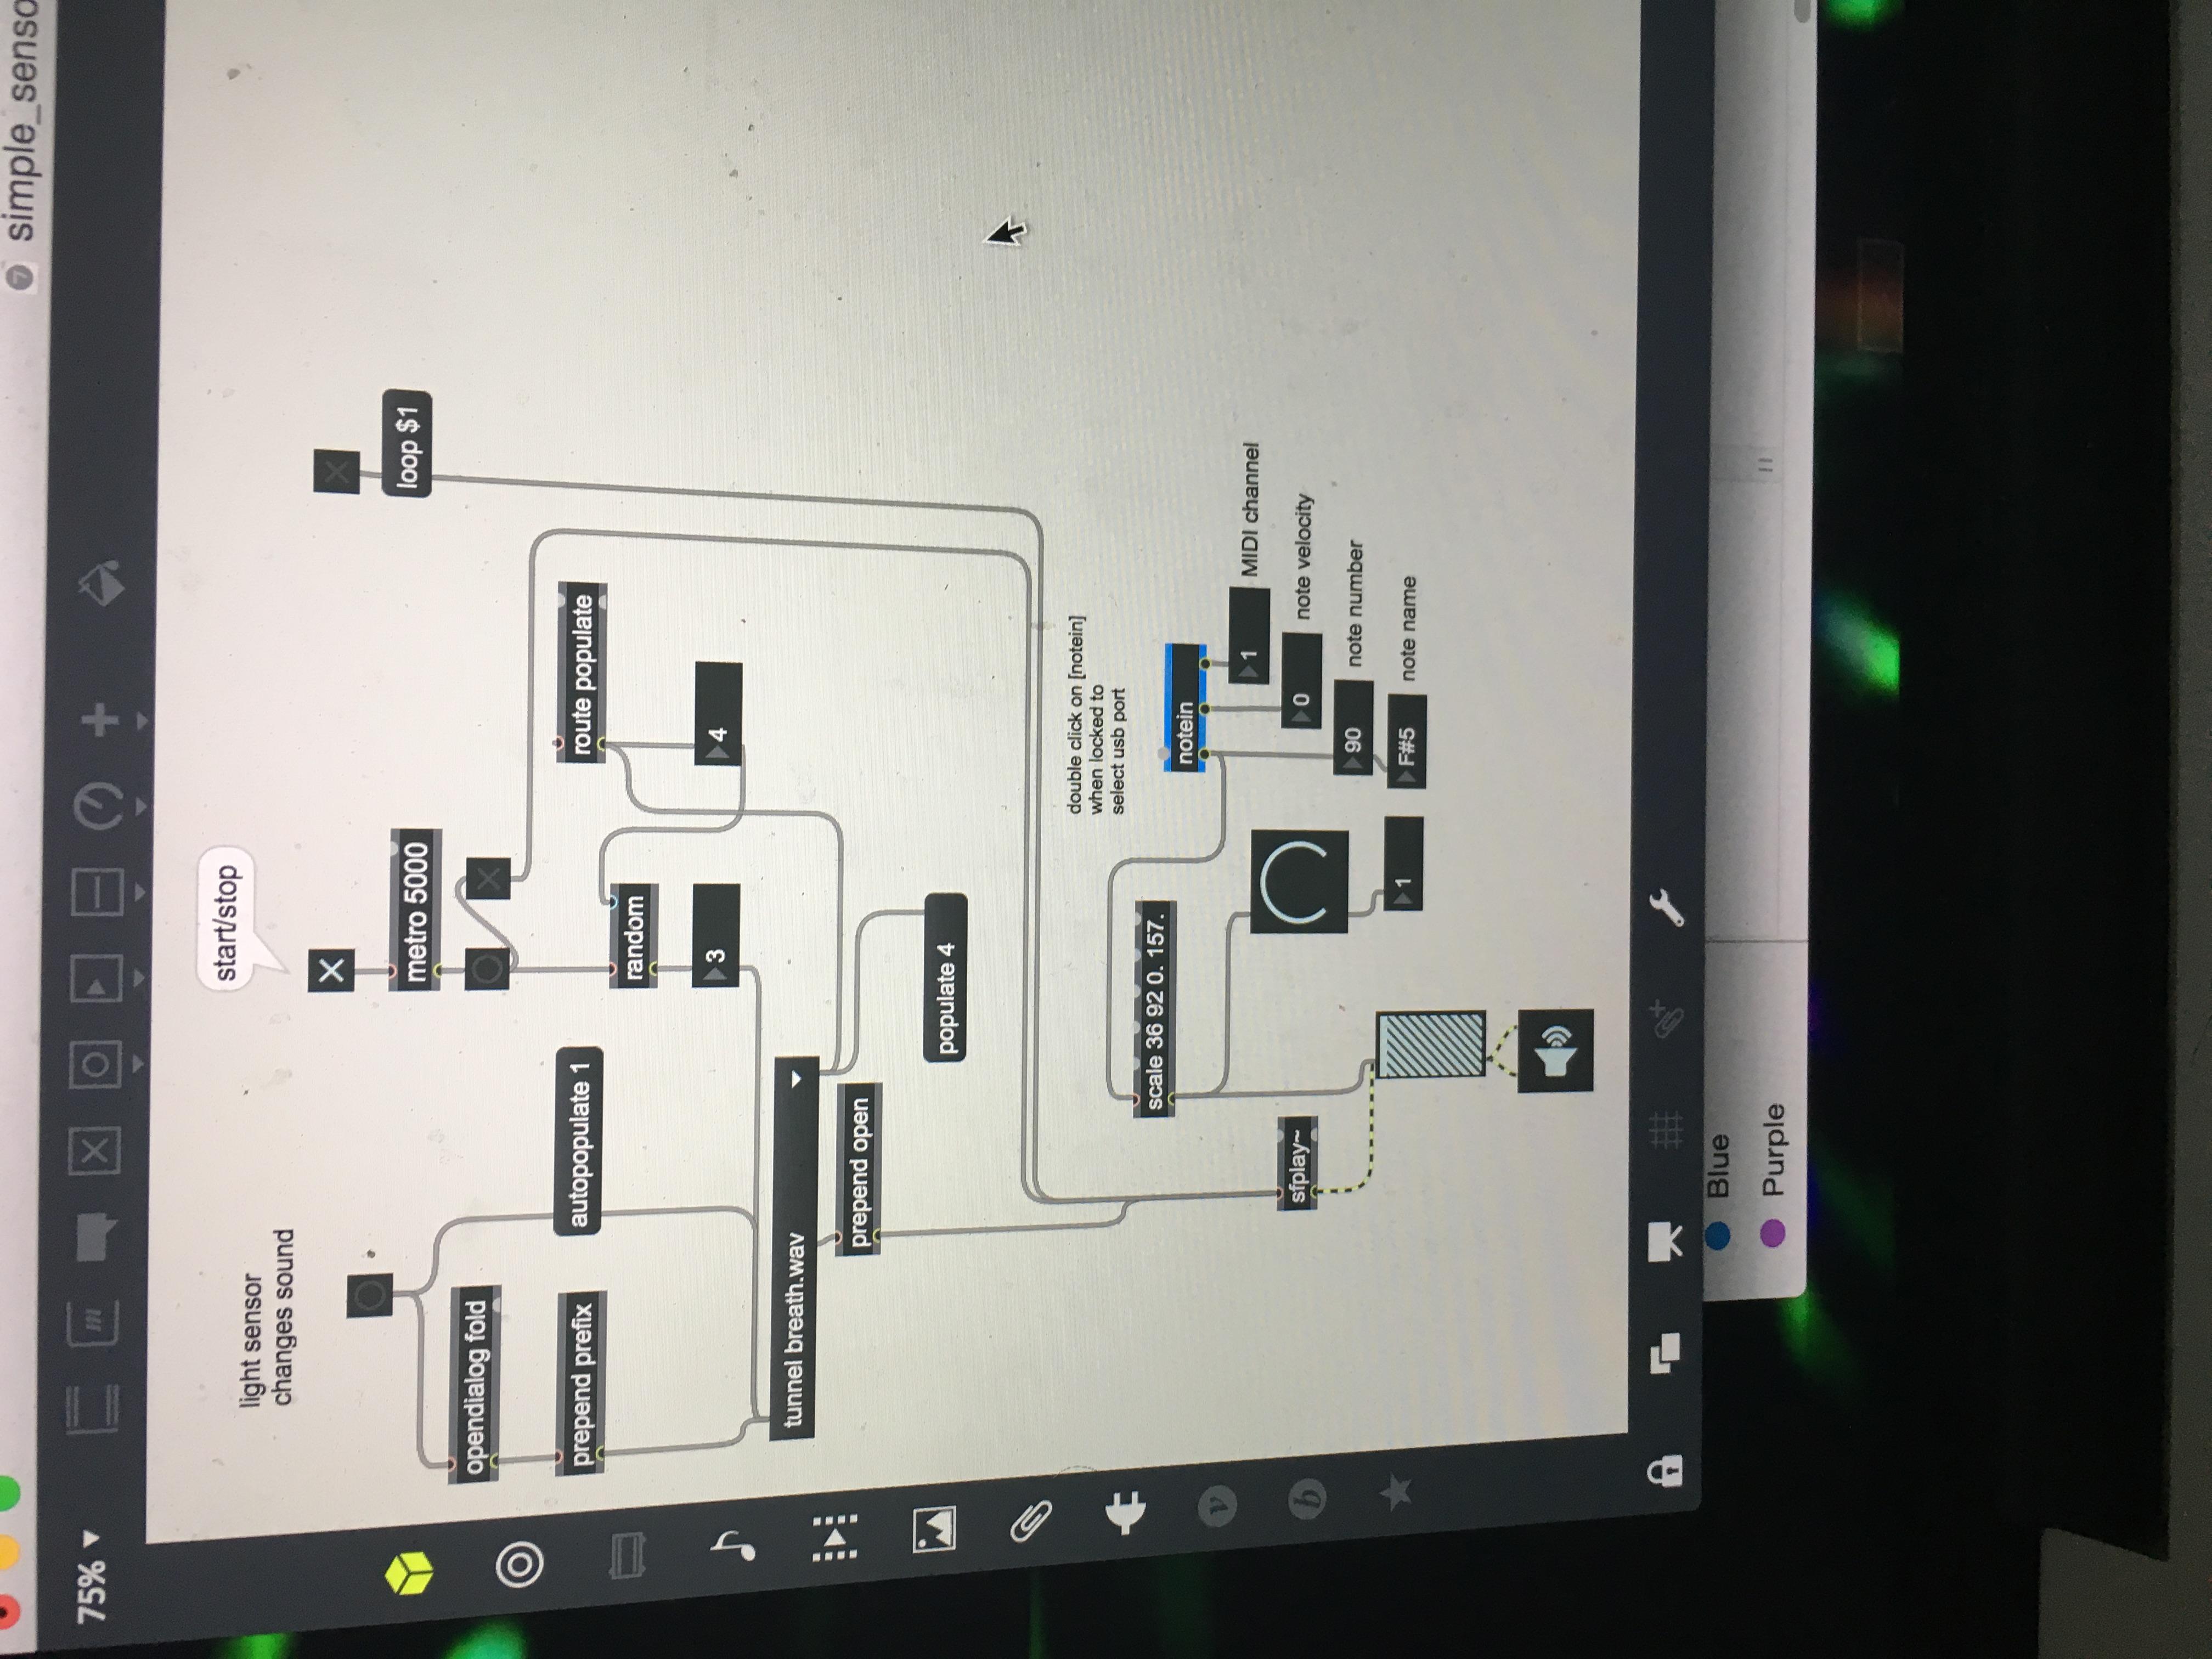 simple_senso
75%
start/stop
light sensor
changes sound
metro 5000
loop $1
opendialog fold
prepend prefix
autopopulate 1
route populate
random
3
4
tunnel breath.wav
prepend open
populate 4
double click on [notein]
when locked to
select usb port
scale 36 92 0. 157.
notein
1 MIDI channel
sfplay~
0 note velocity
90 note number
1
F#5 note name
Blue
Purple